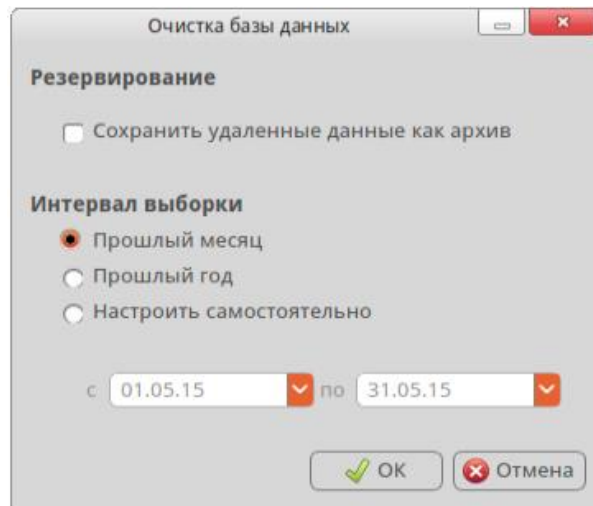 Очистка базы данных
Резервирование
Сохранить удаленные данные как архив
Интервал выборки
Прошлый месяц
Прошлый год
Настроить самостоятельно
с 01.05.15 по 31.05.15
ОК Отмена